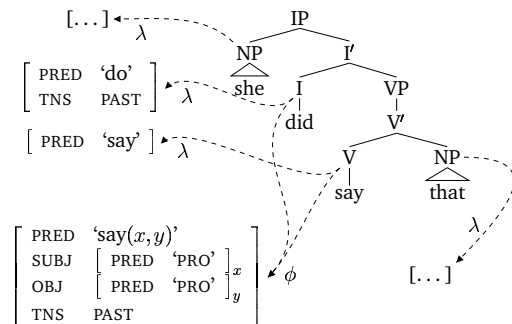 [...] λ IP
NP I′
she
[ PRED ‘do’
TNS PAST ] λ I VP
did V′
[ PRED ‘say’ ] λ V NP
say that
λ
[ PRED ‘say(x, y)’
SUBJ [ PRED ‘PRO’ ]x
OBJ [ PRED ‘PRO’ ]y
TNS PAST ] ϕ [...]